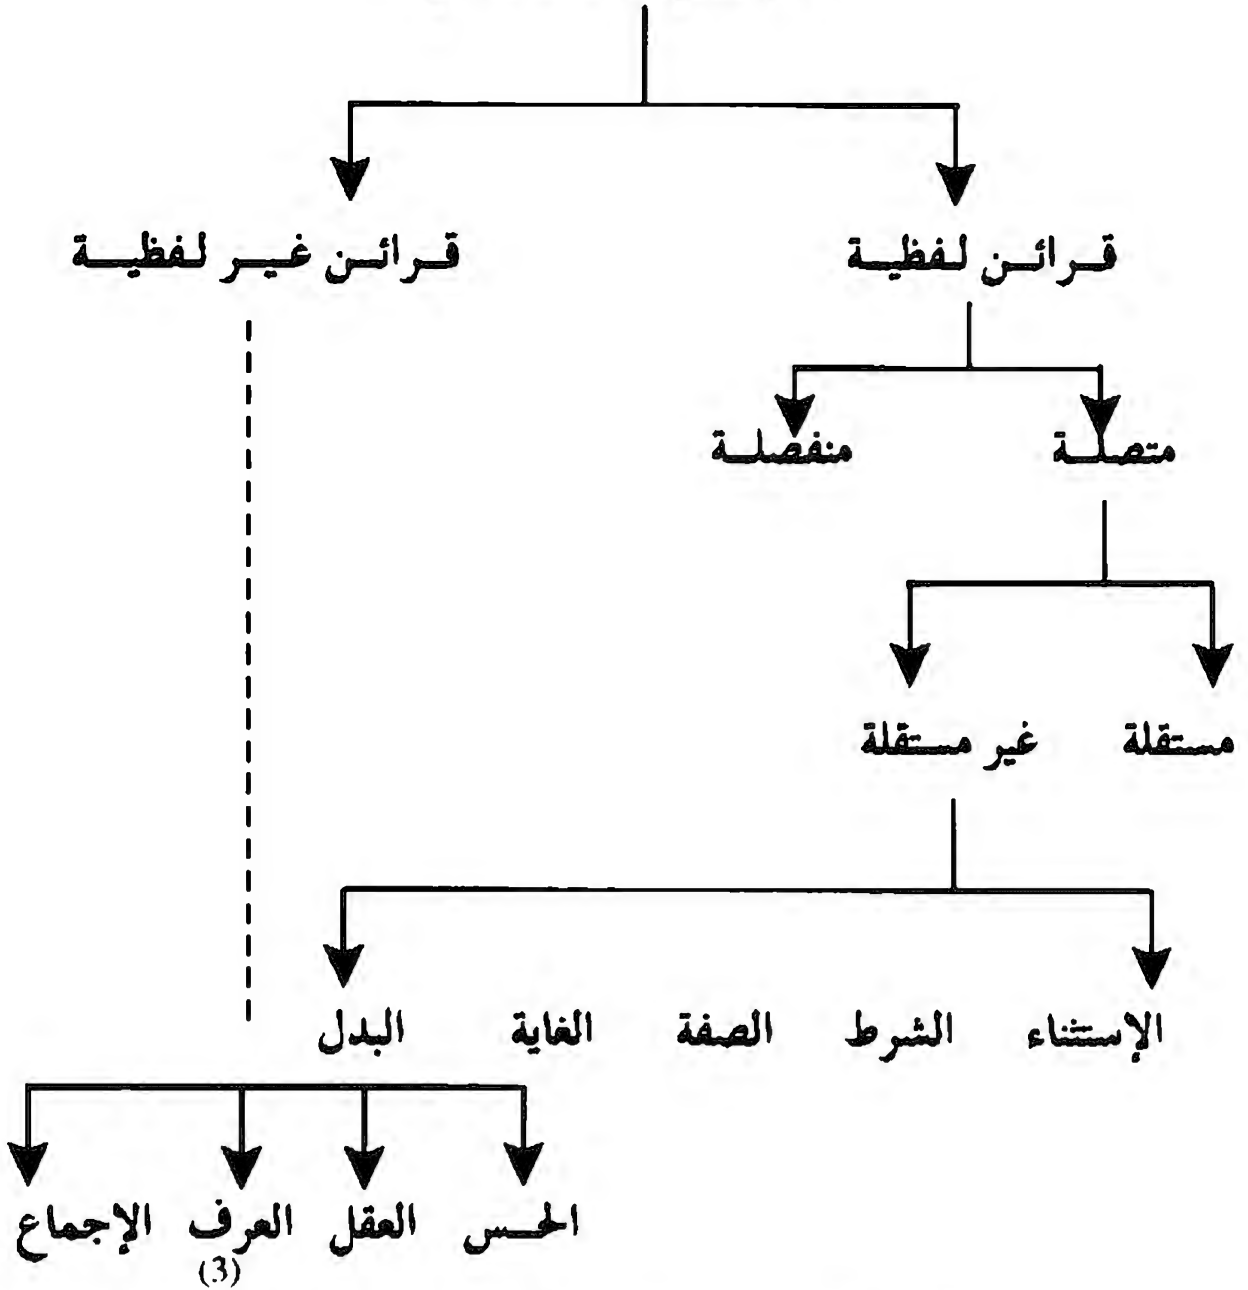 قرائن لفظية قرائن غير لفظية
متصلة منفصلة
مستقلة غير مستقلة
الإستثناء الشرط الصفة الغاية البدل
الحس العقل العرف الإجماع
(3)